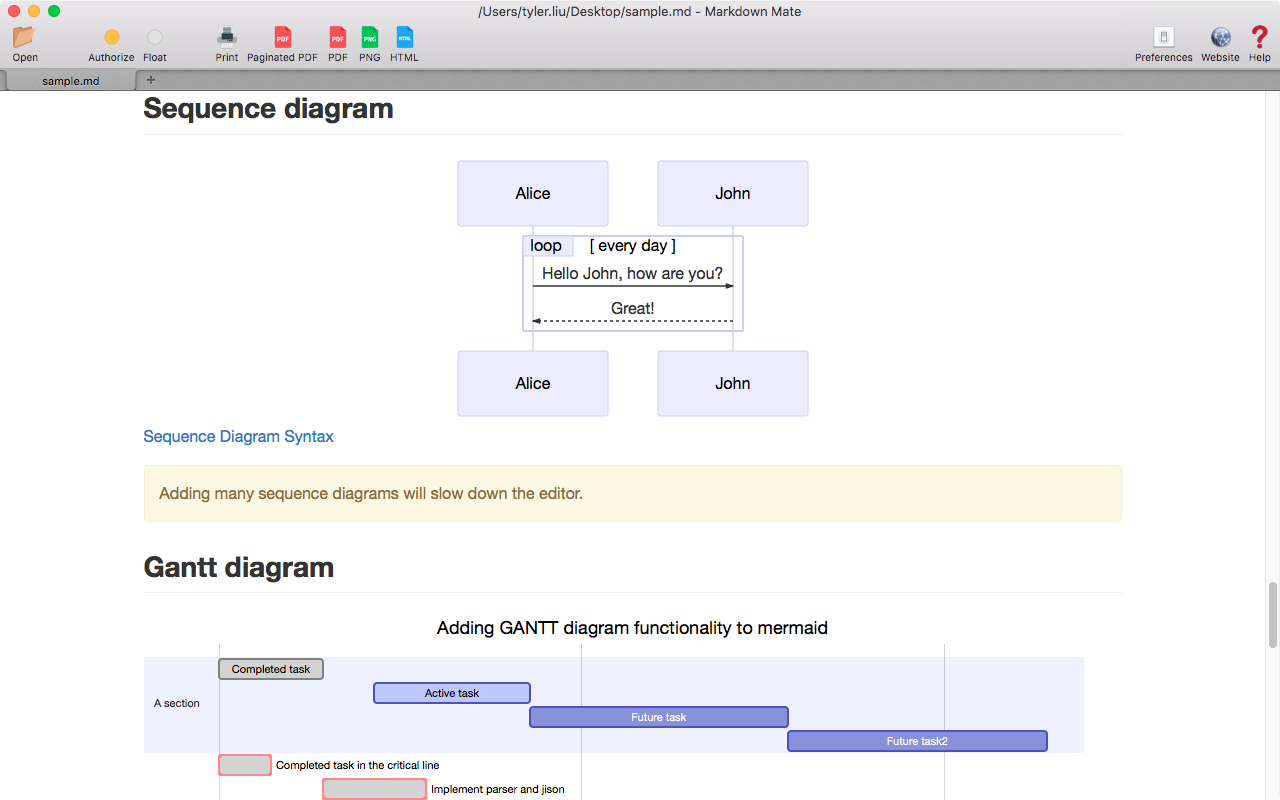 /Users/tyler.liu/Desktop/sample.md - Markdown Mate
Open Authorize Float Print Paginated PDF PDF PNG HTML Preferences Website Help
PDF PDF PNG HTML
sample.md +
Sequence diagram
Alice John
loop [ every day ]
Hello John, how are you?
Great!
Alice John
Sequence Diagram Syntax
Adding many sequence diagrams will slow down the editor.
Gantt diagram
Adding GANTT diagram functionality to mermaid
Completed task
Active task
A section
Future task
Future task2
Completed task in the critical line
Implement parser and jison